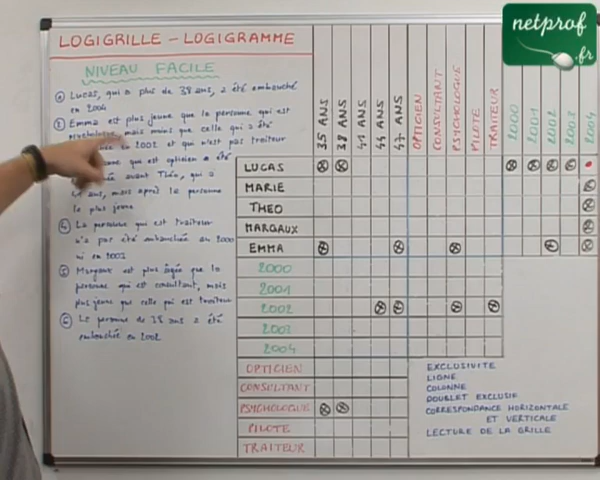 netprof
.fr
LOGIGRILLE - LOGIGRAMME
NIVEAU FACILE
① Lucas, qui a plus de 38 ans, a été embauché
en 2004
② Emma est plus jeune que la personne qui est
psychologue, mais moins que celle qui a été
en 2002 et qui n'est pas traiteur
que est opticien a été
avant Théo, qui a
ans, mais après la personne
la plus jeune
④ La personne qui est traiteur
n'a pas été embauchée en 2000
ni en 2002
⑤ Margaux est plus âgée que la
personne qui est consultant, mais
plus jeune que celle qui est traiteur
⑥ La personne de 38 ans a été
embauchée en 2002
35 ANS
38 ANS
41 ANS
44 ANS
47 ANS
OPTICIEN
CONSULTANT
PSYCHOLOGUE
PILOTE
TRAITEUR
2000
2001
2002
2003
2004
LUCAS
MARIE
THEO
MARGAUX
EMMA
2000
2001
2002
2003
2004
OPTICIEN
CONSULTANT
PSYCHOLOGUE
PILOTE
TRAITEUR
EXCLUSIVITE
LIGNE
COLONNE
DOUBLET EXCLUSIF
CORRESPONDANCE HORIZONTALE
ET VERTICALE
LECTURE DE LA GRILLE